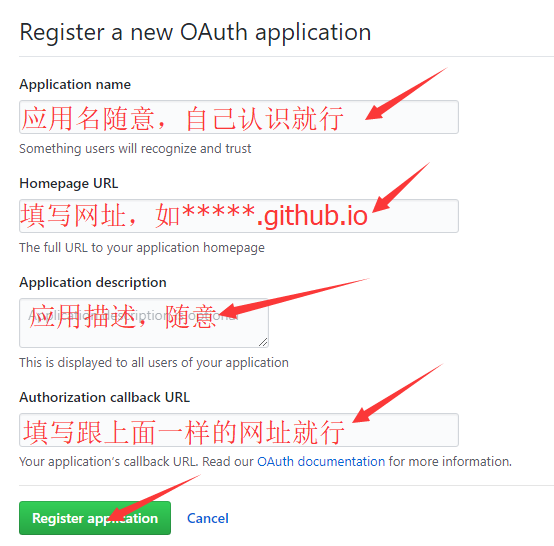 Register a new OAuth application
Application name
应用名随意，自己认识就行
Something users will recognize and trust
Homepage URL
填写网址，如*****.github.io
The full URL to your application homepage
Application description
应用描述，随意
This is displayed to all users of your application
Authorization callback URL
填写跟上面一样的网址就行
Your application's callback URL. Read our OAuth documentation for more information.
Register application Cancel